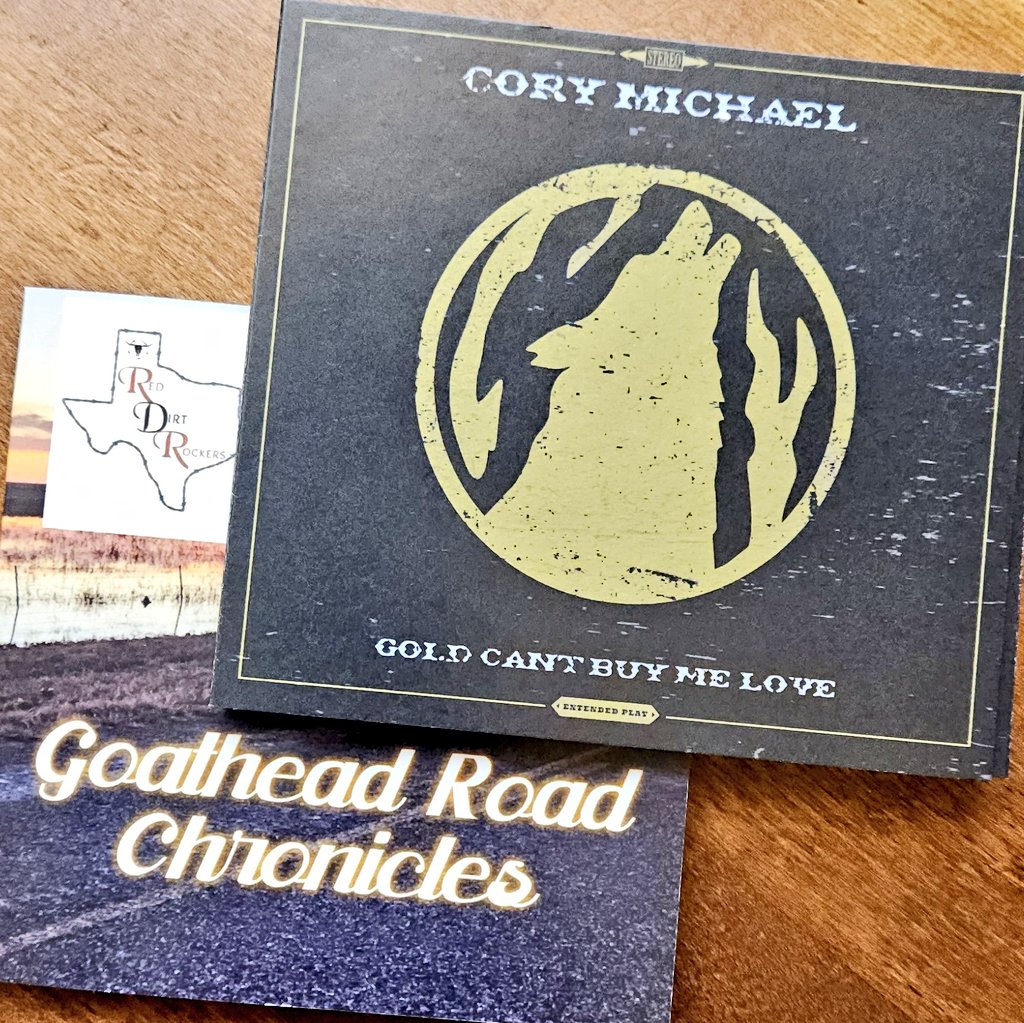 STEREO
CORY MICHAEL
GOLD CANT BUY ME LOVE
EXTENDED PLAY
RED
DIRT
ROCKERS
Goathead Road
Chronicles